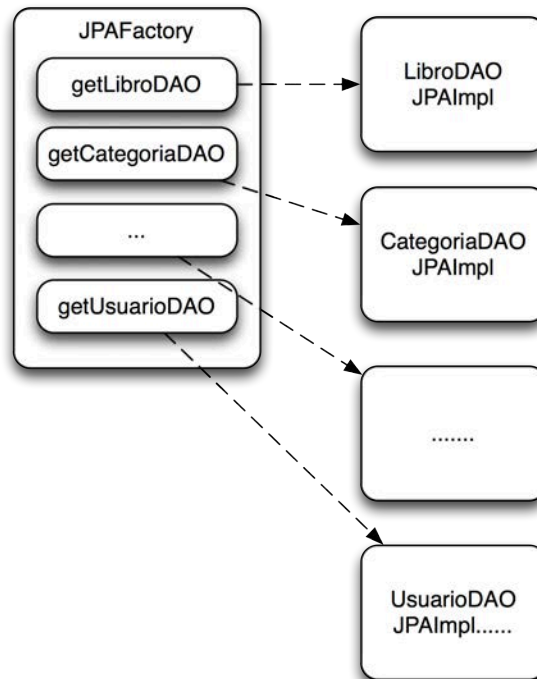 JPAFactory
getLibroDAO
getCategoriaDAO
...
getUsuarioDAO
LibroDAO
JPAImpl
CategoriaDAO
JPAImpl
.......
UsuarioDAO
JPAImpl......